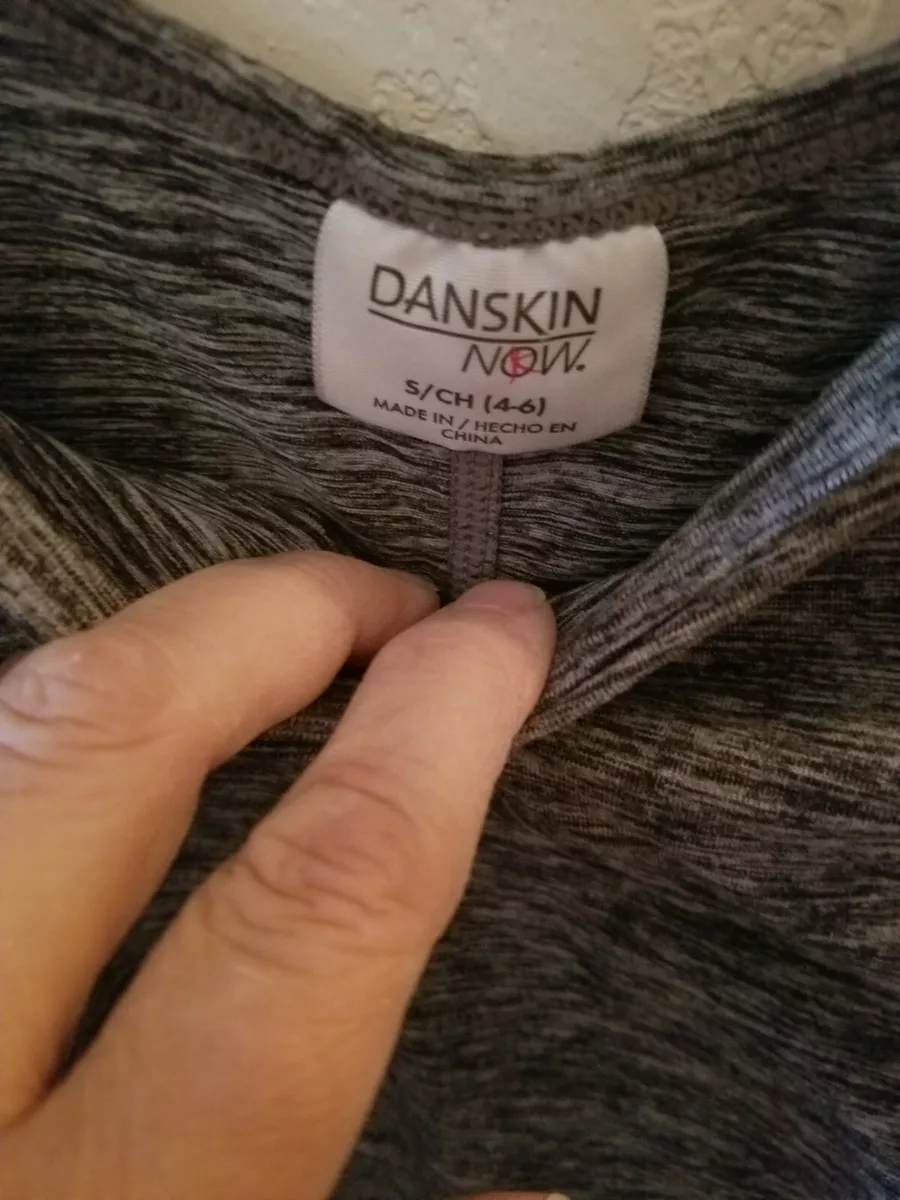 DANSKIN
NOW.
S/CH (4-6)
MADE IN / HECHO EN
CHINA